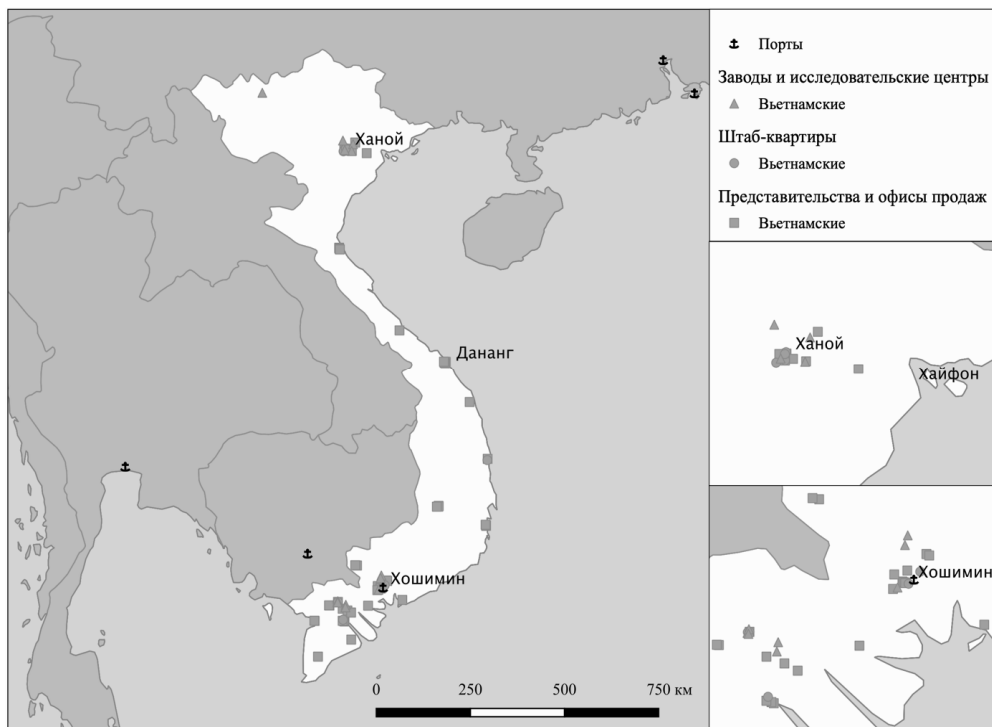 Порты
Заводы и исследовательские центры
Вьетнамские
Штаб-квартиры
Вьетнамские
Представительства и офисы продаж
Вьетнамские
Ханой
Дананг
Хошимин
0 250 500 750 км
Ханой
Хайфон
Хошимин